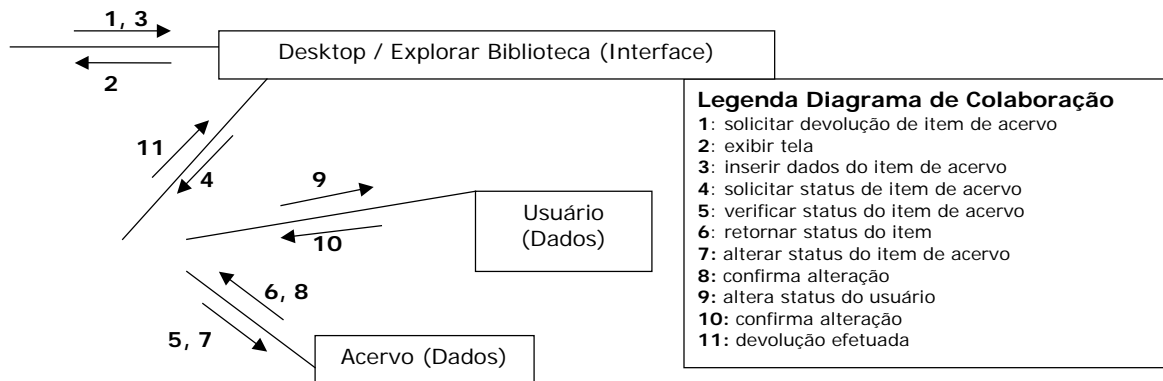 1, 3
Desktop / Explorar Biblioteca (Interface)
2
11
4
9
10
Usuário
(Dados)
6, 8
5, 7
Acervo (Dados)
Legenda Diagrama de Colaboração
1: solicitar devolução de item de acervo
2: exibir tela
3: inserir dados do item de acervo
4: solicitar status de item de acervo
5: verificar status do item de acervo
6: retornar status do item
7: alterar status do item de acervo
8: confirma alteração
9: altera status do usuário
10: confirma alteração
11: devolução efetuada